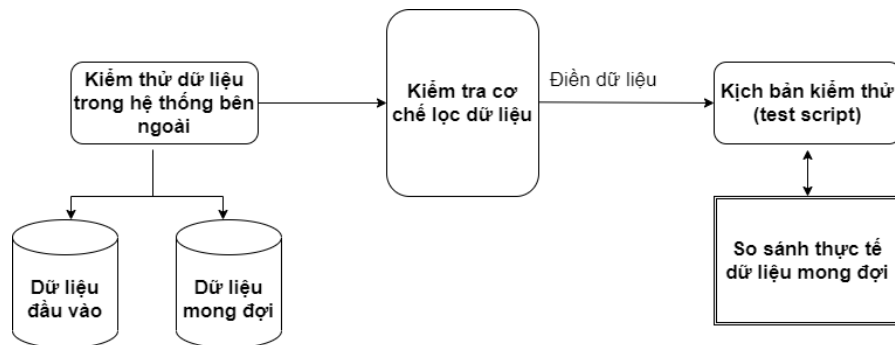 Kiểm thử dữ liệu
trong hệ thống bên
ngoài
Kiểm tra cơ
chế lọc dữ liệu
Điền dữ liệu
Kịch bản kiểm thử
(test script)
Dữ liệu
đầu vào
Dữ liệu
mong đợi
So sánh thực tế
dữ liệu mong đợi